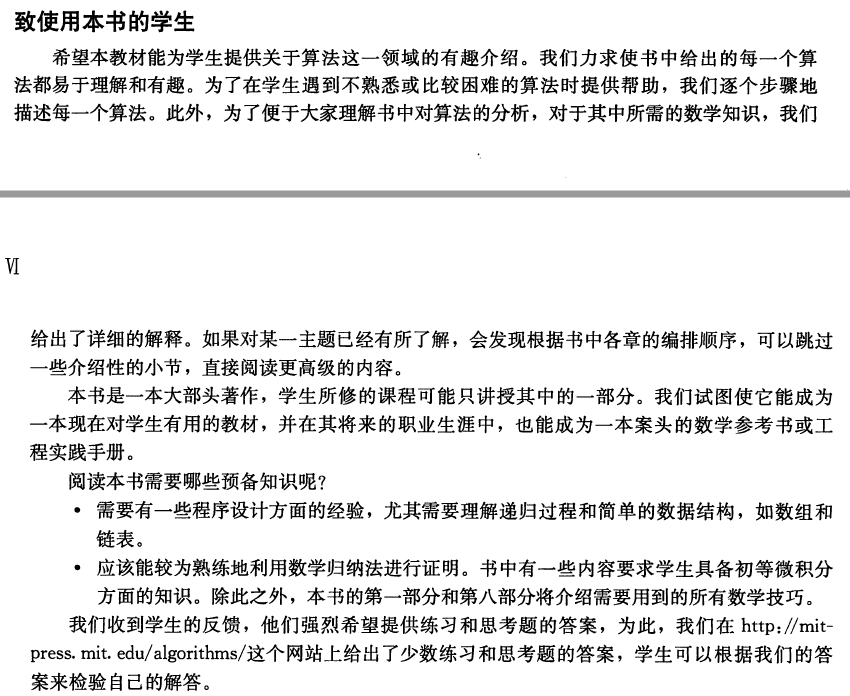 致使用本书的学生
希望本教材能为学生提供关于算法这一领域的有趣介绍。我们力求使书中给出的每一个算
法都易于理解和有趣。为了在学生遇到不熟悉或比较困难的算法时提供帮助，我们逐个步骤地
描述每一个算法。此外，为了便于大家理解书中对算法的分析，对于其中所需的数学知识，我们
Ⅵ
给出了详细的解释。如果对某一主题已经有所了解，会发现根据书中各章的编排顺序，可以跳过
一些介绍性的小节，直接阅读更高级的内容。
本书是一本大部头著作，学生所修的课程可能只讲授其中的一部分。我们试图使它能成为
一本现在对学生有用的教材，并在其将来的职业生涯中，也能成为一本案头的数学参考书或工
程实践手册。
阅读本书需要哪些预备知识呢？
• 需要有一些程序设计方面的经验，尤其需要理解递归过程和简单的数据结构，如数组和
链表。
• 应该能较为熟练地利用数学归纳法进行证明。书中有一些内容要求学生具备初等微积分
方面的知识。除此之外，本书的第一部分和第八部分将介绍需要用到的所有数学技巧。
我们收到学生的反馈，他们强烈希望提供练习和思考题的答案，为此，我们在 http://mit-
press.mit.edu/algorithms/这个网站上给出了少数练习和思考题的答案，学生可以根据我们的答
案来检验自己的解答。